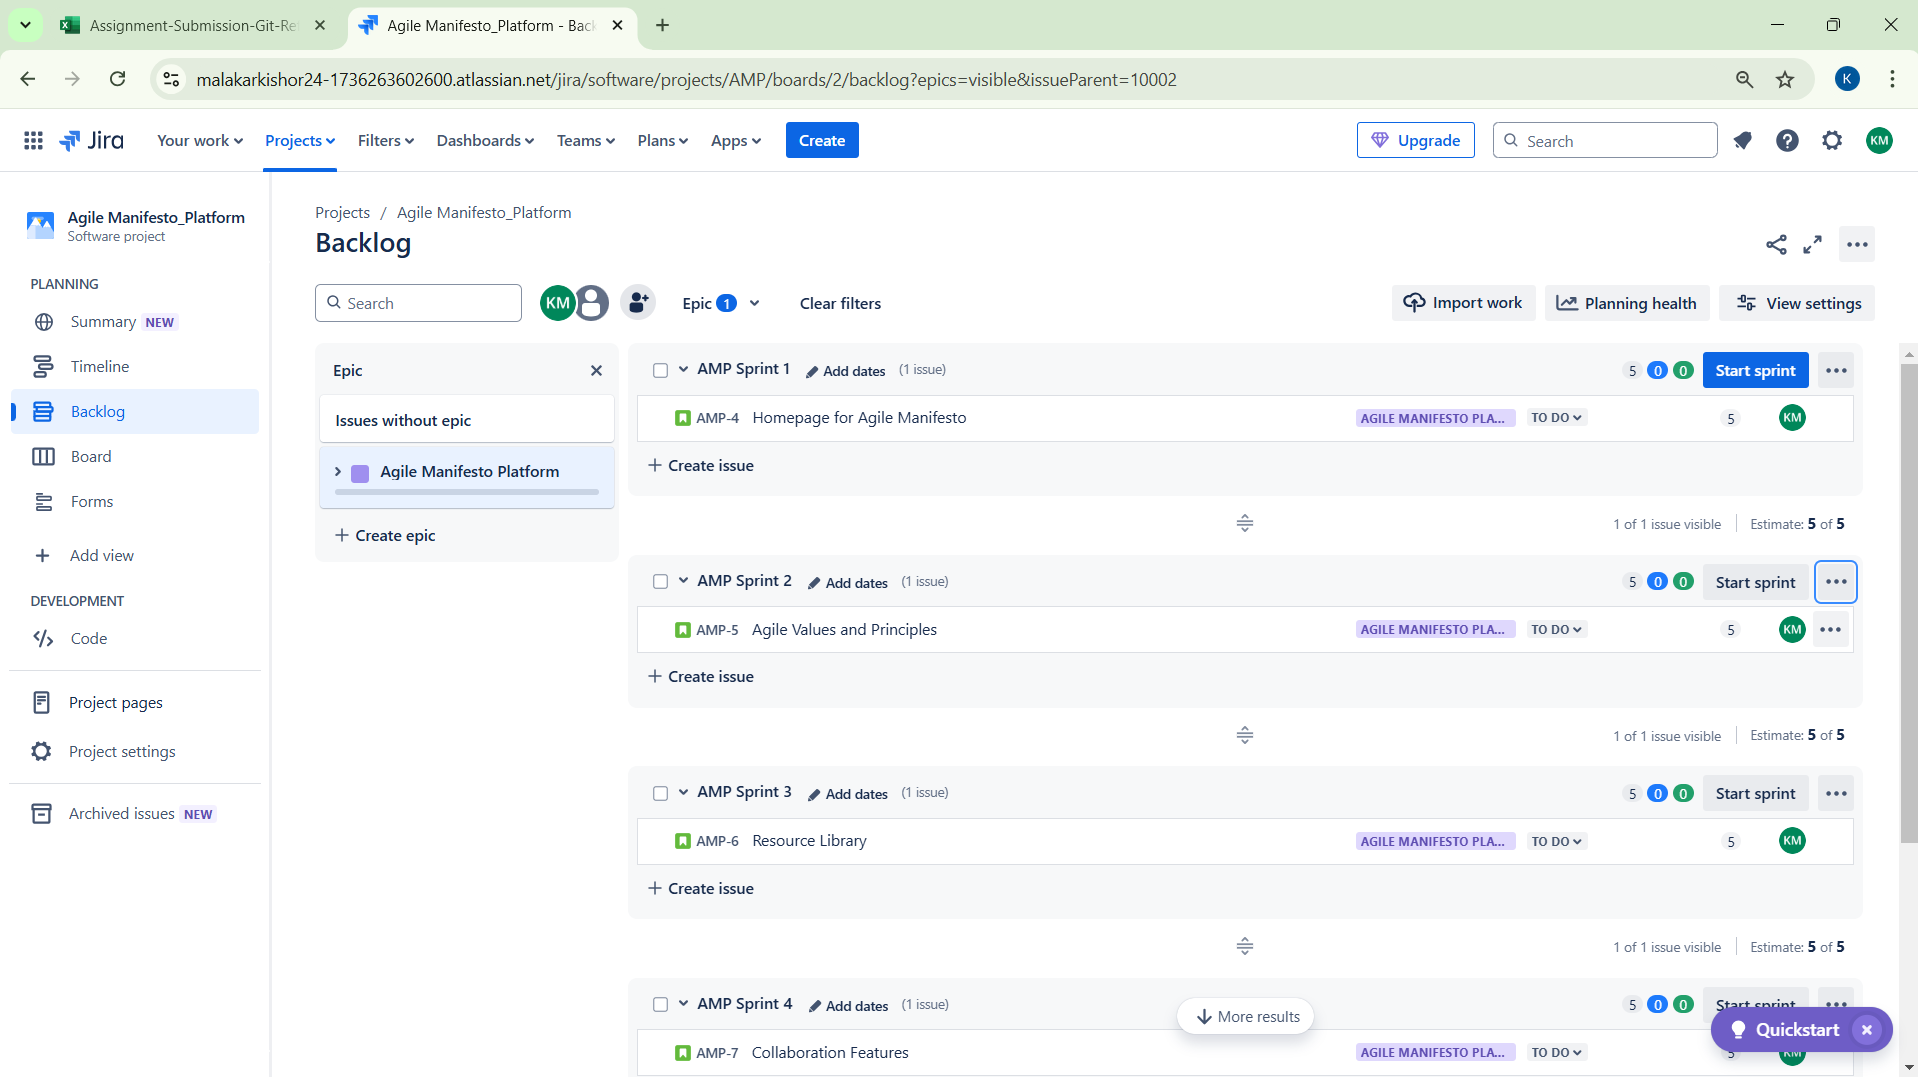 Assignment-Submission-Git-Re
Agile Manifesto_Platform - Back
malakarkishor24-1736263602600.atlassian.net/jira/software/projects/AMP/boards/2/backlog?epics=visible&issueParent=10002
K
Jira
Your work
Projects
Filters
Dashboards
Teams
Plans
Apps
Create
Upgrade
Search
KM
Agile Manifesto_Platform
Software project
PLANNING
Summary NEW
Timeline
Backlog
Board
Forms
Add view
DEVELOPMENT
Code
Project pages
Project settings
Archived issues NEW
Projects / Agile Manifesto_Platform
Backlog
Search
KM
Epic 1
Clear filters
Import work
Planning health
View settings
Epic
Issues without epic
Agile Manifesto Platform
+ Create epic
AMP Sprint 1 Add dates (1 issue)
5 0 0 Start sprint
AMP-4 Homepage for Agile Manifesto AGILE MANIFESTO PLA... TO DO 5 KM
+ Create issue
1 of 1 issue visible Estimate: 5 of 5
AMP Sprint 2 Add dates (1 issue)
5 0 0 Start sprint
AMP-5 Agile Values and Principles AGILE MANIFESTO PLA... TO DO 5 KM
+ Create issue
1 of 1 issue visible Estimate: 5 of 5
AMP Sprint 3 Add dates (1 issue)
5 0 0 Start sprint
AMP-6 Resource Library AGILE MANIFESTO PLA... TO DO 5 KM
+ Create issue
1 of 1 issue visible Estimate: 5 of 5
AMP Sprint 4 Add dates (1 issue)
5 0 0 Start sprint
More results
Quickstart
AMP-7 Collaboration Features AGILE MANIFESTO PLA... TO DO 5 KM